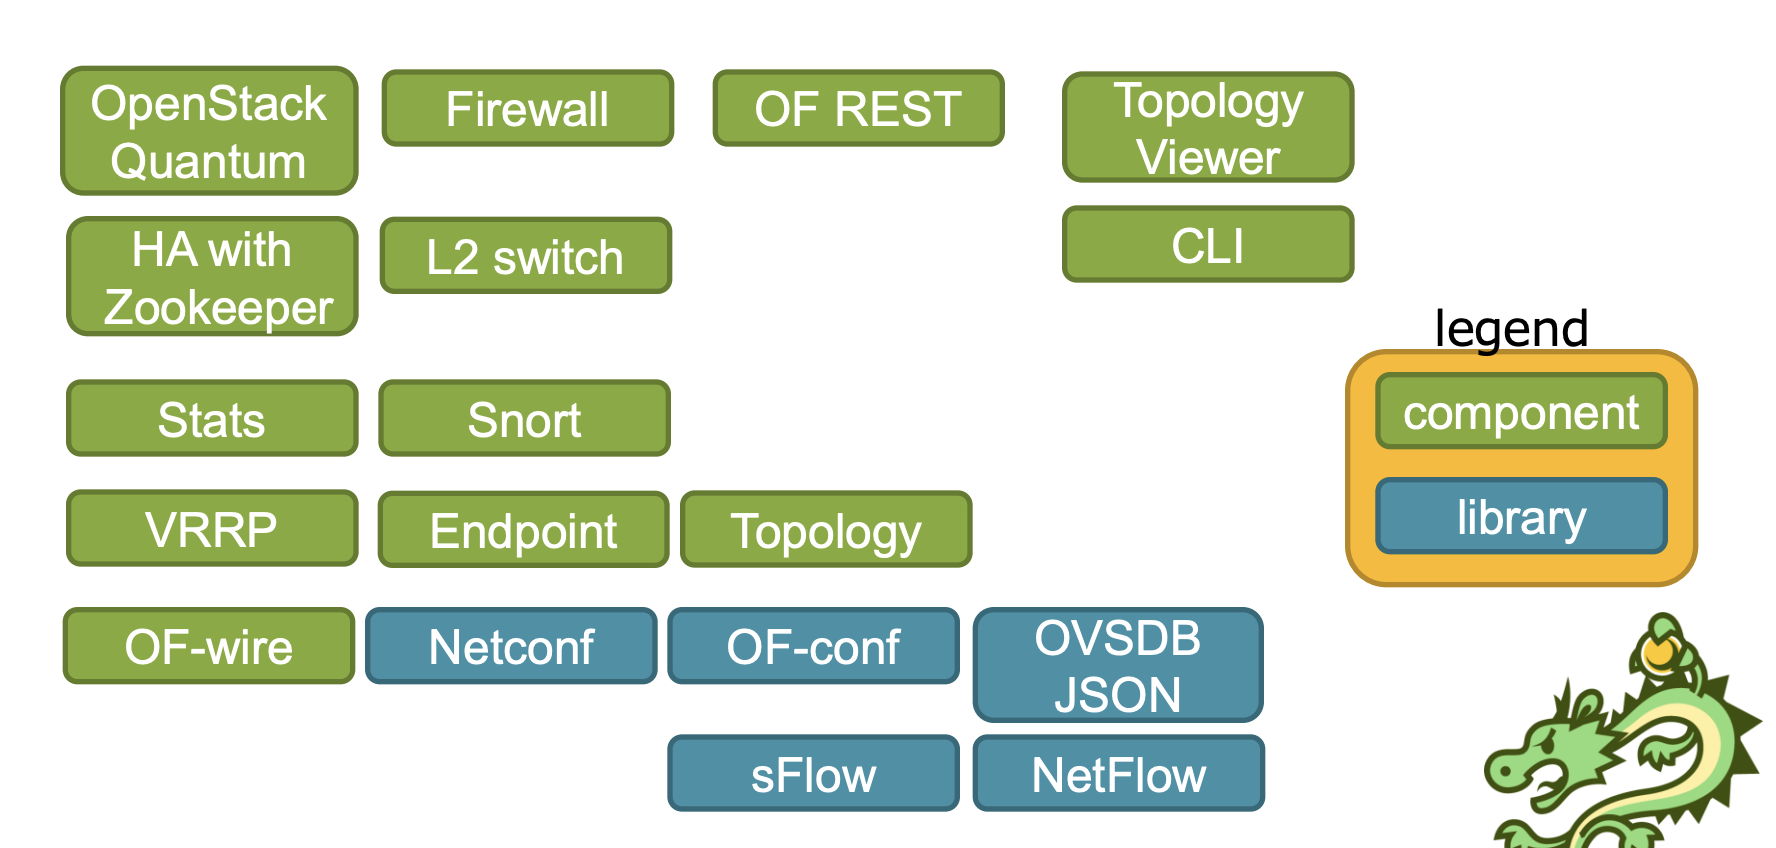 OpenStack
Quantum
Firewall
OF REST
Topology
Viewer
HA with
Zookeeper
L2 switch
CLI
legend
component
library
Stats
Snort
VRRP
Endpoint
Topology
OF-wire
Netconf
OF-conf
OVSDB
JSON
sFlow
NetFlow